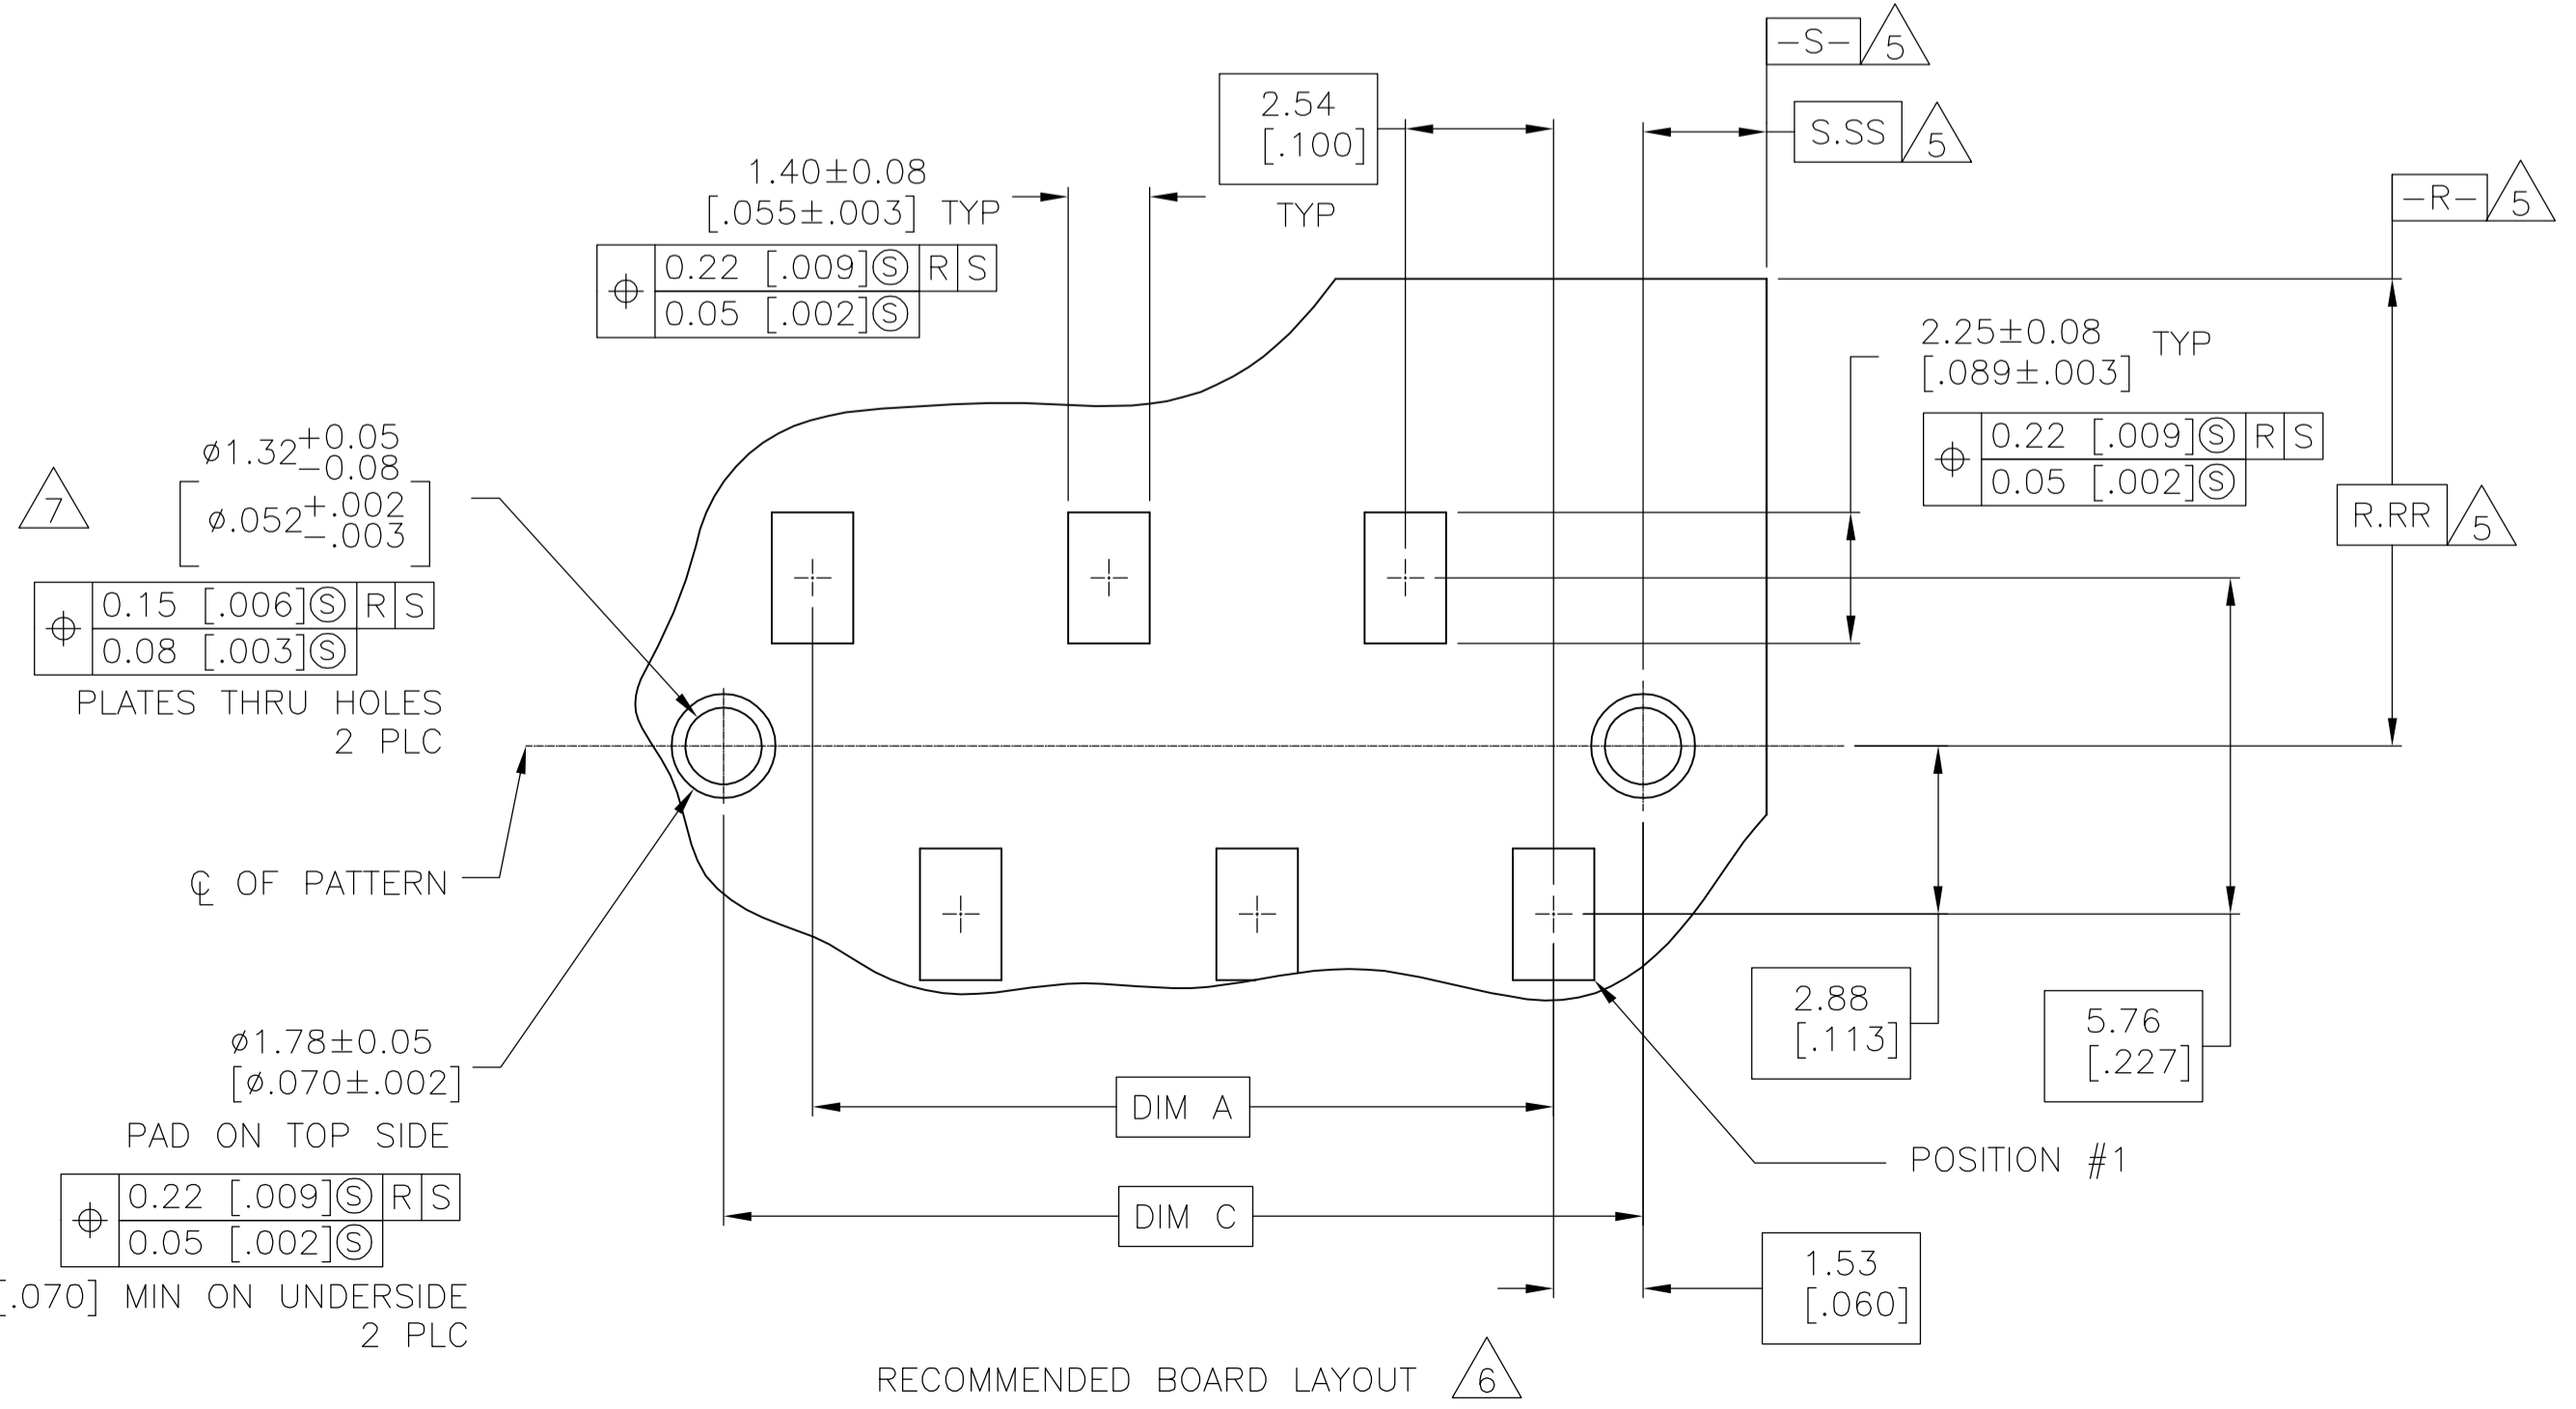 -S- 5
2.54
[.100]
TYP
S.SS 5
1.40±0.08
[.055±.003] TYP
0.22 [.009]Ⓢ R S
0.05 [.002]Ⓢ
-R- 5
2.25±0.08 TYP
[.089±.003]
0.22 [.009]Ⓢ R S
0.05 [.002]Ⓢ
R.RR 5
7
ø1.32+0.05
-0.08
[ø.052+.002
-.003]
0.15 [.006]Ⓢ R S
0.08 [.003]Ⓢ
PLATES THRU HOLES
2 PLC
℄ OF PATTERN
ø1.78±0.05
[ø.070±.002]
PAD ON TOP SIDE
0.22 [.009]Ⓢ R S
0.05 [.002]Ⓢ
[.070] MIN ON UNDERSIDE
2 PLC
2.88
[.113]
5.76
[.227]
DIM A
POSITION #1
DIM C
1.53
[.060]
RECOMMENDED BOARD LAYOUT 6